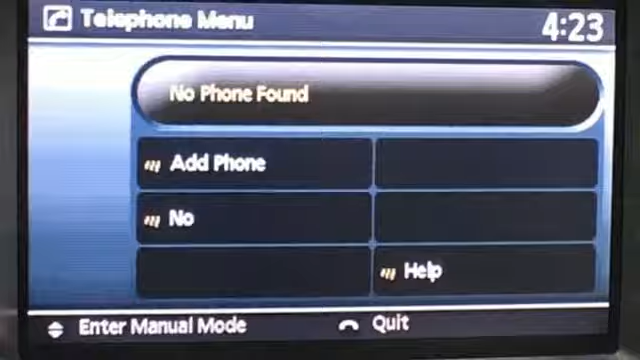 Telephone Menu 4:23
No Phone Found
Add Phone
No
Help
Enter Manual Mode Quit